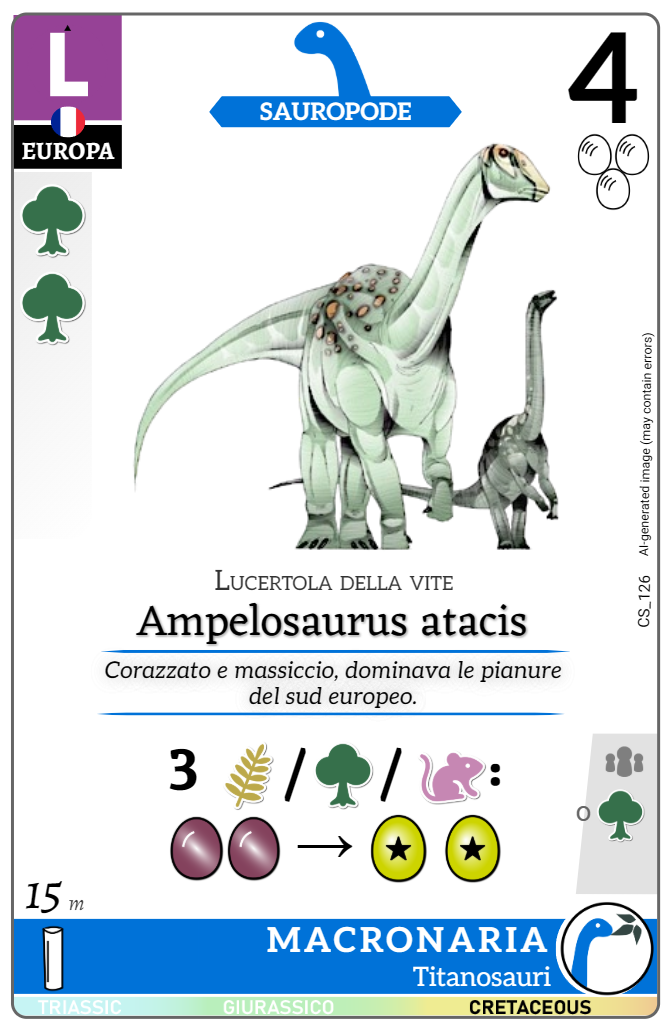 L
EUROPA
SAUROPODE
4
AI-generated image (may contain errors)
CS_126
Lucertola della vite
Ampelosaurus atacis
Corazzato e massiccio, dominava le pianure
del sud europeo.
3 / / :
→
o
15 m
MACRONARIA
Titanosauri
TRIASSIC GIURASSICO CRETACEOUS